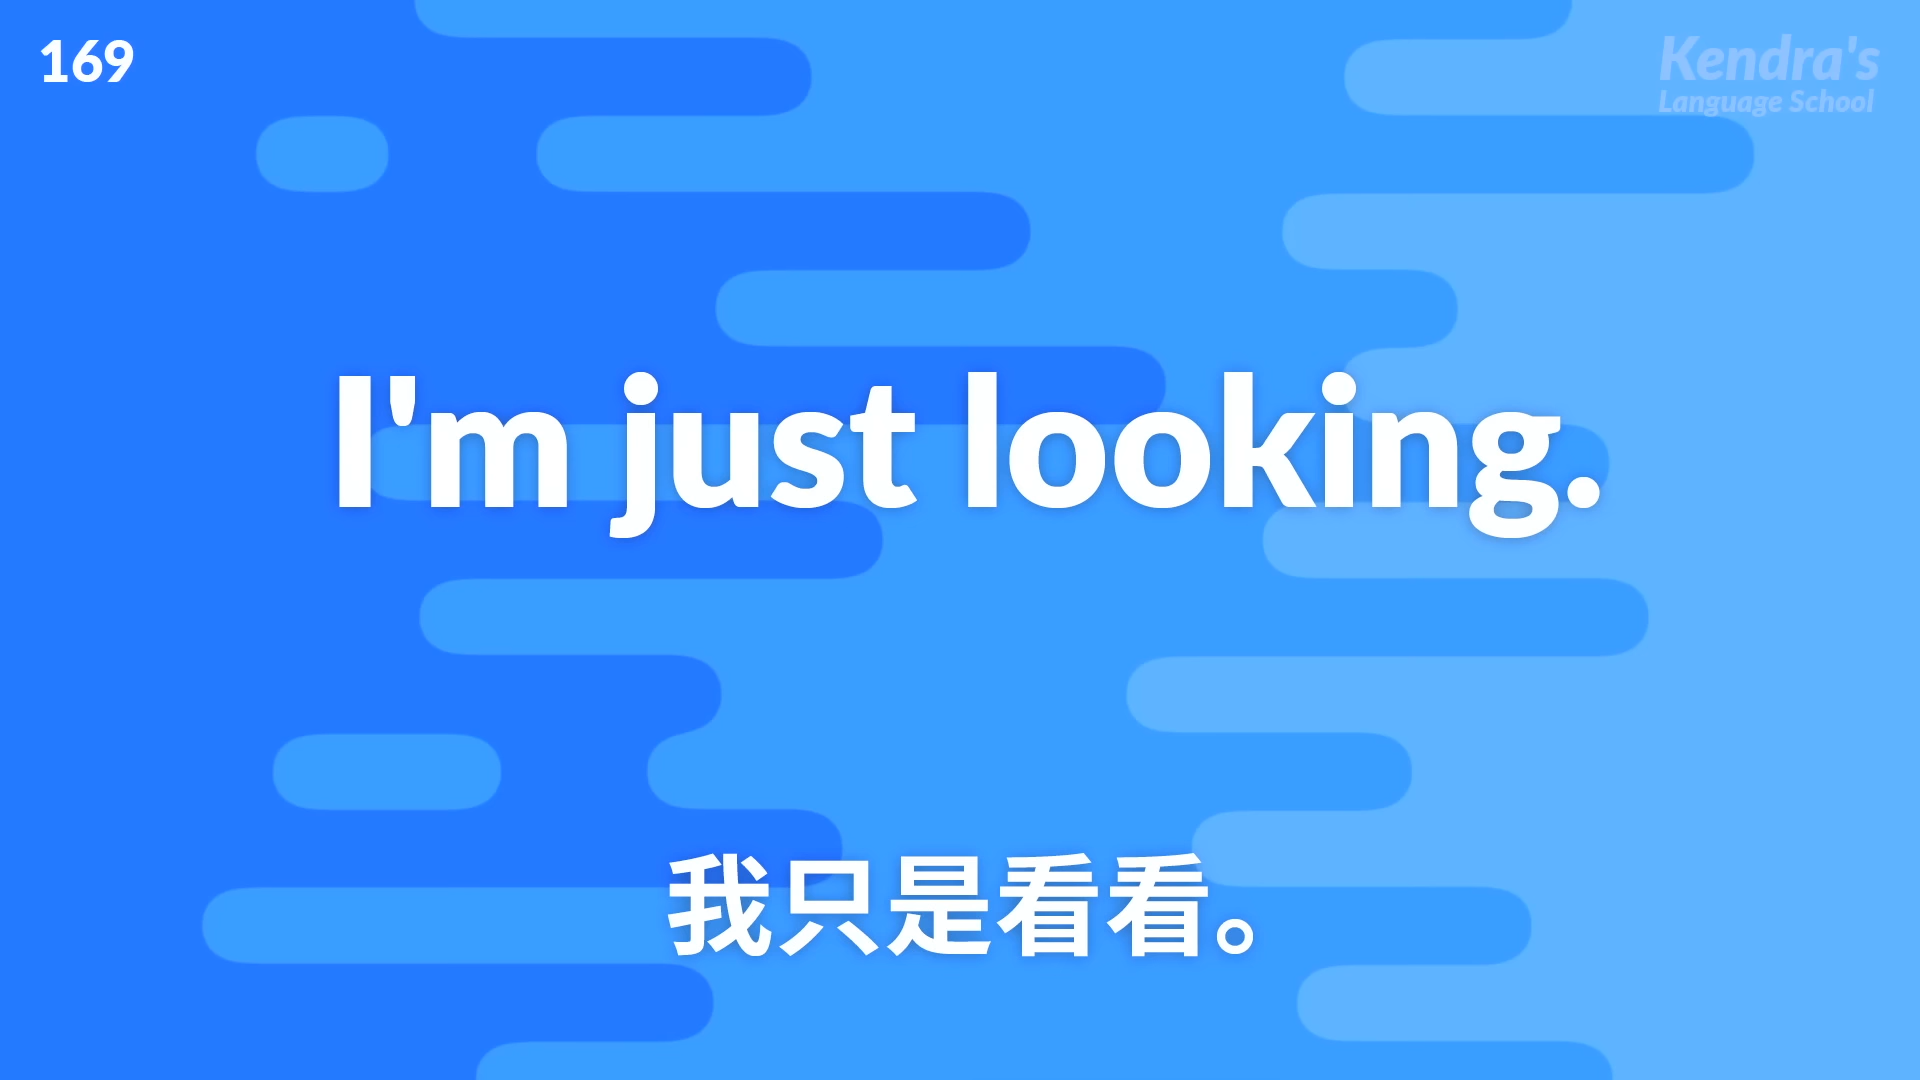 169
Kendra's
Language School
I'm just looking.
我只是看看。